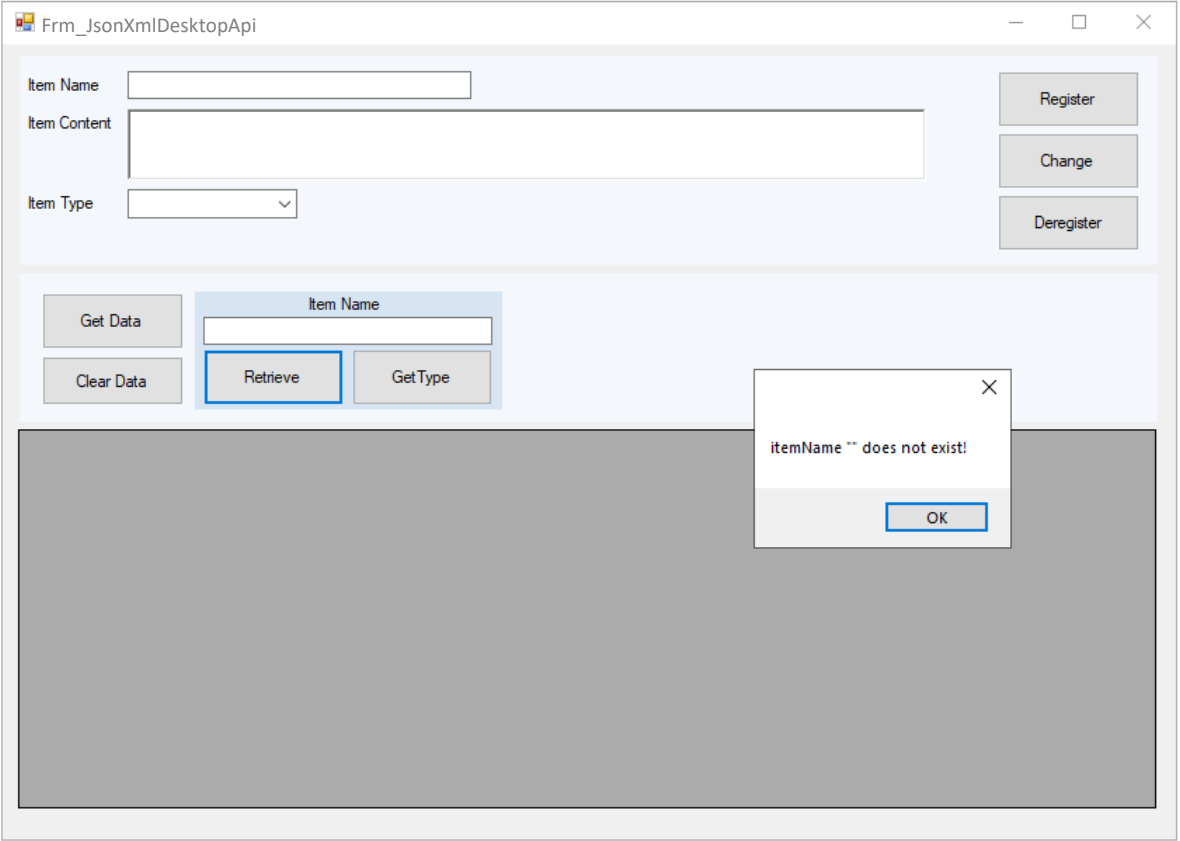 Frm_JsonXmlDesktopApi
Item Name
Register
Item Content
Change
Item Type
Deregister
Item Name
Get Data
Retrieve
GetType
Clear Data
itemName "" does not exist!
OK